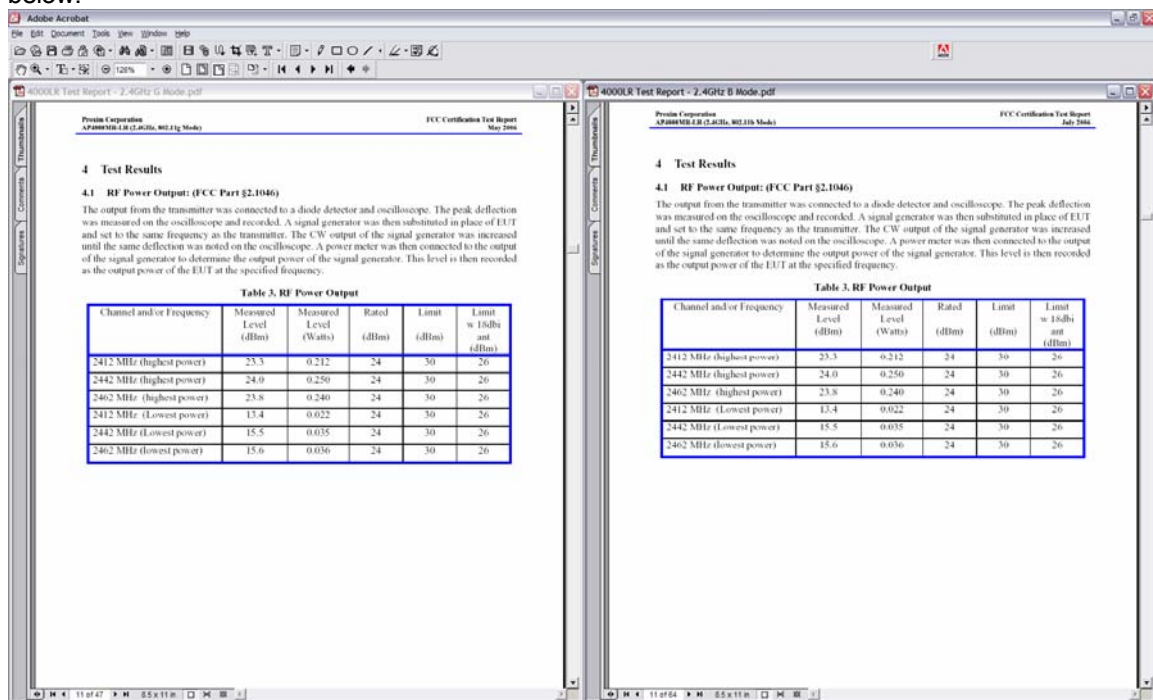 below:
Adobe Acrobat
File Edit Document Tools View Window Help
128%
4000LR Test Report - 2.4GHz G Mode.pdf
Thumbnails
Comments
Signatures
Proxim Corporation FCC Certification Test Report
AP4000MR-LR (2.4GHz, 802.11g Mode) May 2006
4 Test Results
4.1 RF Power Output: (FCC Part §2.1046)
The output from the transmitter was connected to a diode detector and oscilloscope. The peak deflection
was measured on the oscilloscope and recorded. A signal generator was then substituted in place of EUT
and set to the same frequency as the transmitter. The CW output of the signal generator was increased
until the same deflection was noted on the oscilloscope. A power meter was then connected to the output
of the signal generator to determine the output power of the signal generator. This level is then recorded
as the output power of the EUT at the specified frequency.
Table 3. RF Power Output
Channel and/or Frequency Measured Level (dBm) Measured Level (Watts) Rated (dBm) Limit (dBm) Limit w 18dbi ant (dBm)
2412 MHz (highest power) 23.3 0.212 24 30 26
2442 MHz (highest power) 24.0 0.250 24 30 26
2462 MHz (highest power) 23.8 0.240 24 30 26
2412 MHz (Lowest power) 13.4 0.022 24 30 26
2442 MHz (Lowest power) 15.5 0.035 24 30 26
2462 MHz (lowest power) 15.6 0.036 24 30 26
11 of 47 8.5 x 11 in
4000LR Test Report - 2.4GHz B Mode.pdf
Thumbnails
Comments
Signatures
Proxim Corporation FCC Certification Test Report
AP4000MR-LR (2.4GHz, 802.11b Mode) July 2006
4 Test Results
4.1 RF Power Output: (FCC Part §2.1046)
The output from the transmitter was connected to a diode detector and oscilloscope. The peak deflection
was measured on the oscilloscope and recorded. A signal generator was then substituted in place of EUT
and set to the same frequency as the transmitter. The CW output of the signal generator was increased
until the same deflection was noted on the oscilloscope. A power meter was then connected to the output
of the signal generator to determine the output power of the signal generator. This level is then recorded
as the output power of the EUT at the specified frequency.
Table 3. RF Power Output
Channel and/or Frequency Measured Level (dBm) Measured Level (Watts) Rated (dBm) Limit (dBm) Limit w 18dbi ant (dBm)
2412 MHz (highest power) 23.3 0.212 24 30 26
2442 MHz (highest power) 24.0 0.250 24 30 26
2462 MHz (highest power) 23.8 0.240 24 30 26
2412 MHz (Lowest power) 13.4 0.022 24 30 26
2442 MHz (Lowest power) 15.5 0.035 24 30 26
2462 MHz (lowest power) 15.6 0.036 24 30 26
11 of 64 8.5 x 11 in